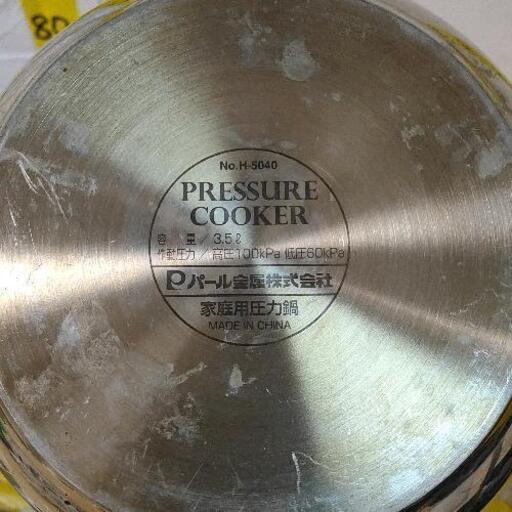 80
No.H-5040
PRESSURE
COOKER
容 量/3.5ℓ
作動圧力/高圧100kPa 低圧60kPa
パール金属株式会社
家庭用圧力鍋
MADE IN CHINA